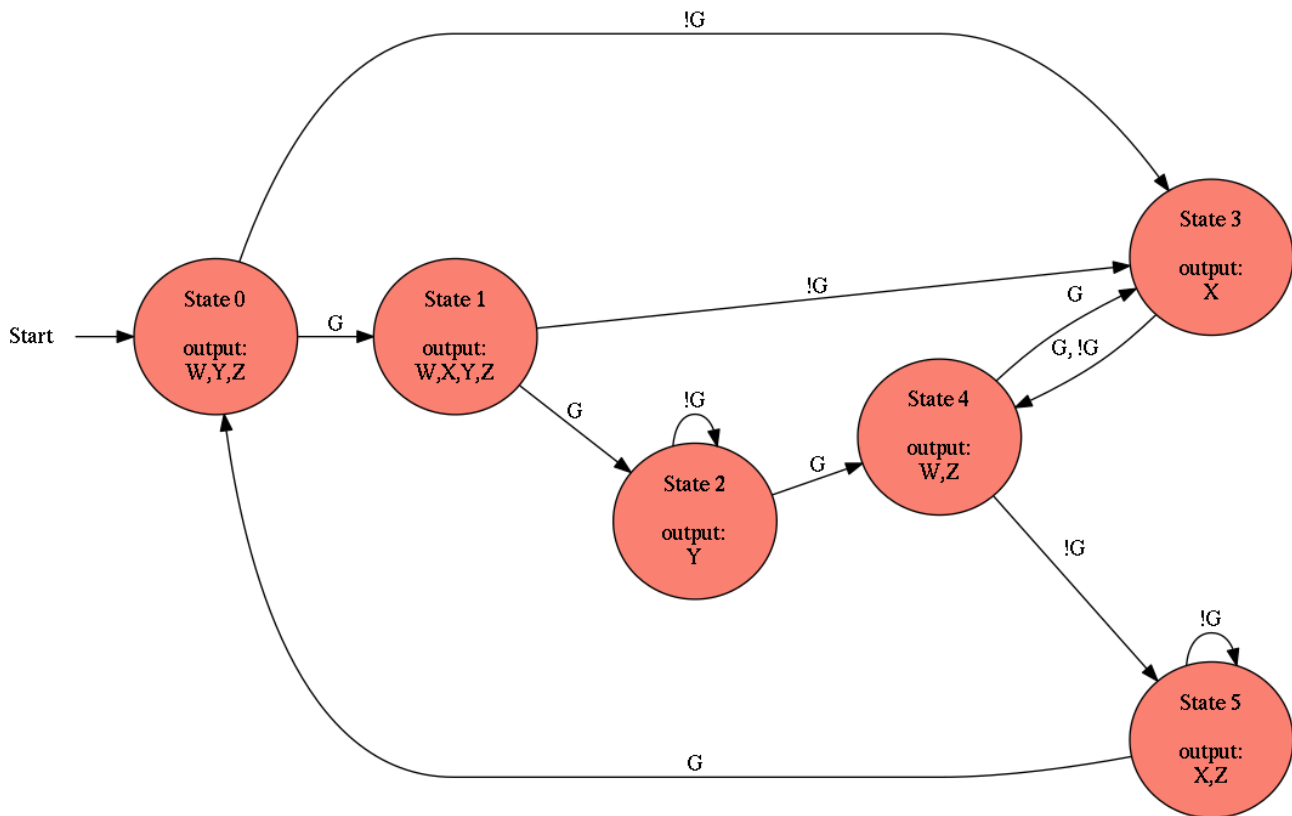 !G
State 3
output:
X
!G
G
G, !G
State 0
output:
W,Y,Z
State 1
output:
W,X,Y,Z
Start
G
State 4
output:
W,Z
G
!G
G
State 2
output:
Y
!G
!G
State 5
output:
X,Z
G